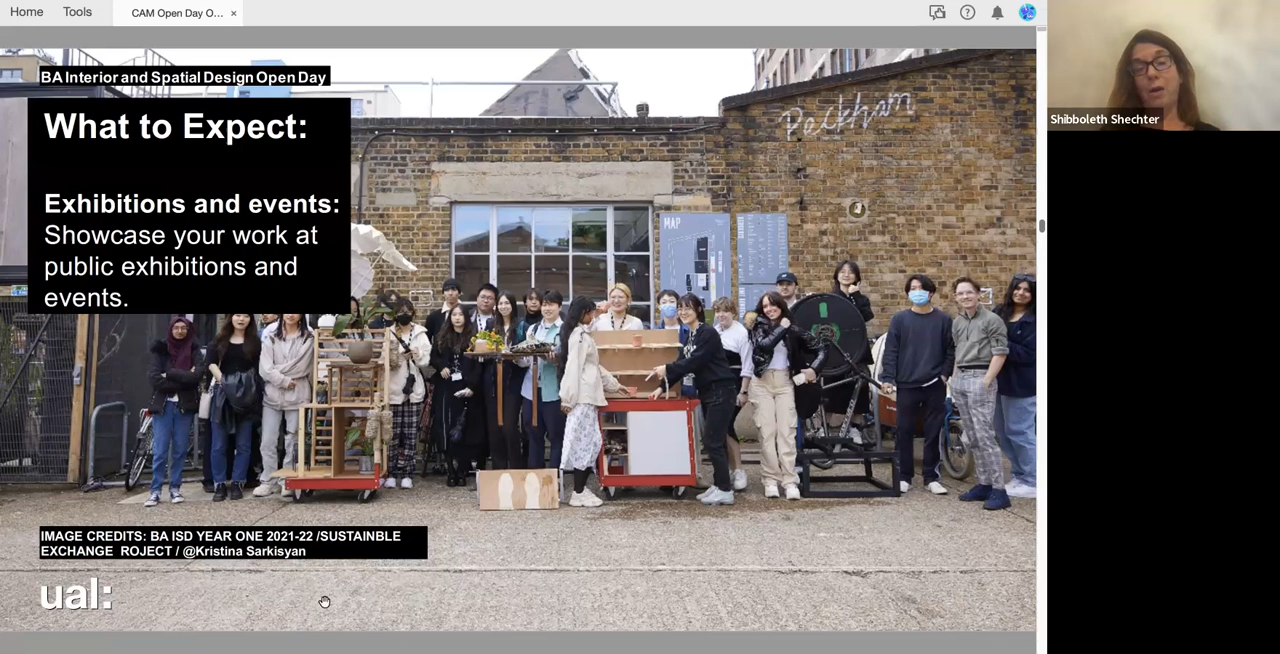 Home
Tools
CAM Open Day O... ×
BA Interior and Spatial Design Open Day
What to Expect:
Exhibitions and events:
Showcase your work at
public exhibitions and
events.
Peckham
MAP
IMAGE CREDITS: BA ISD YEAR ONE 2021-22 /SUSTAINBLE
EXCHANGE ROJECT / @Kristina Sarkisyan
ual:
Shibboleth Shechter